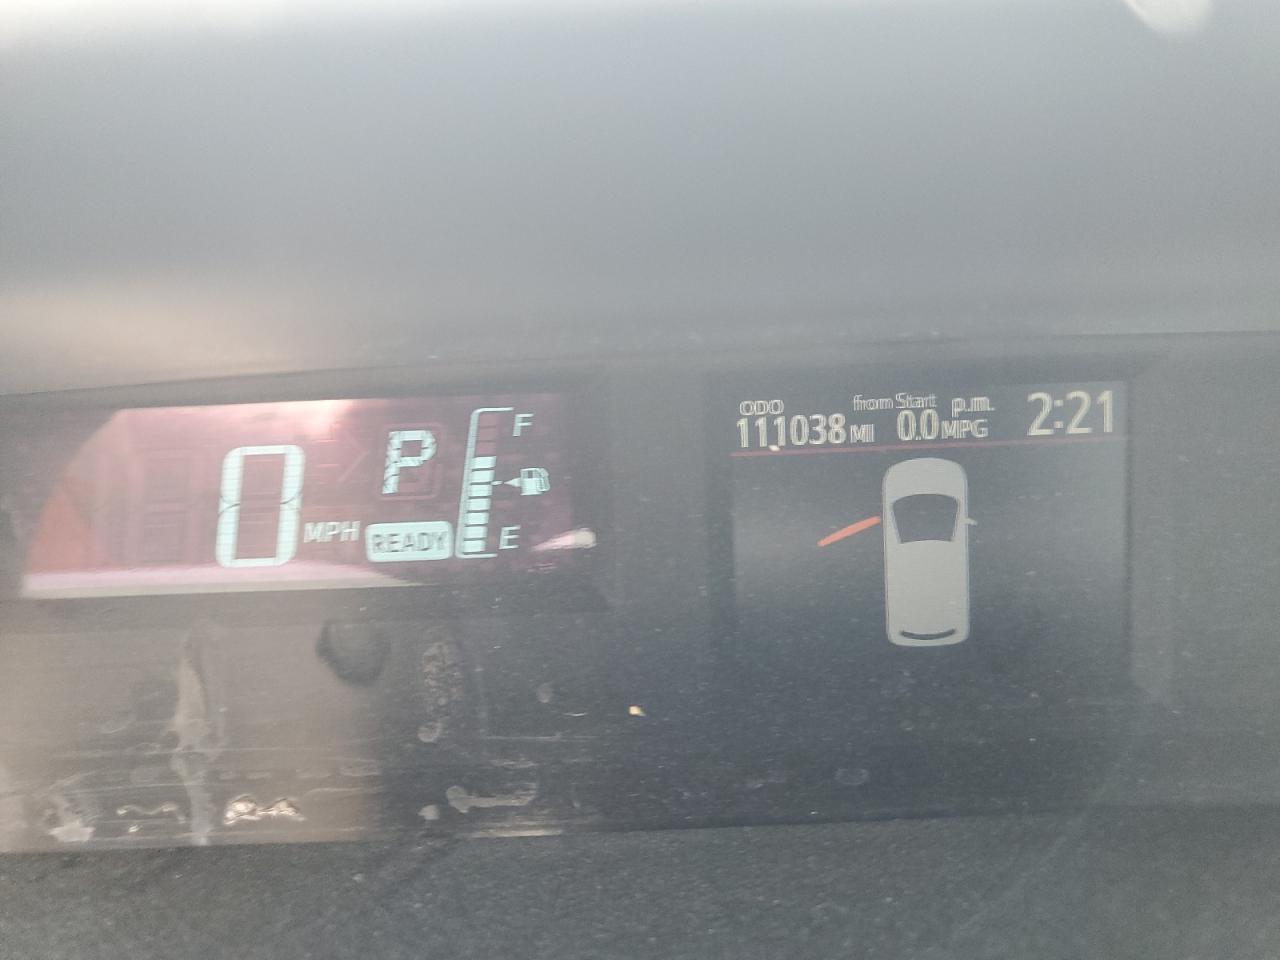 0 MPH
P
READY
F
E
ODO
111038 MI
from Start
0.0 MPG
p.m.
2:21